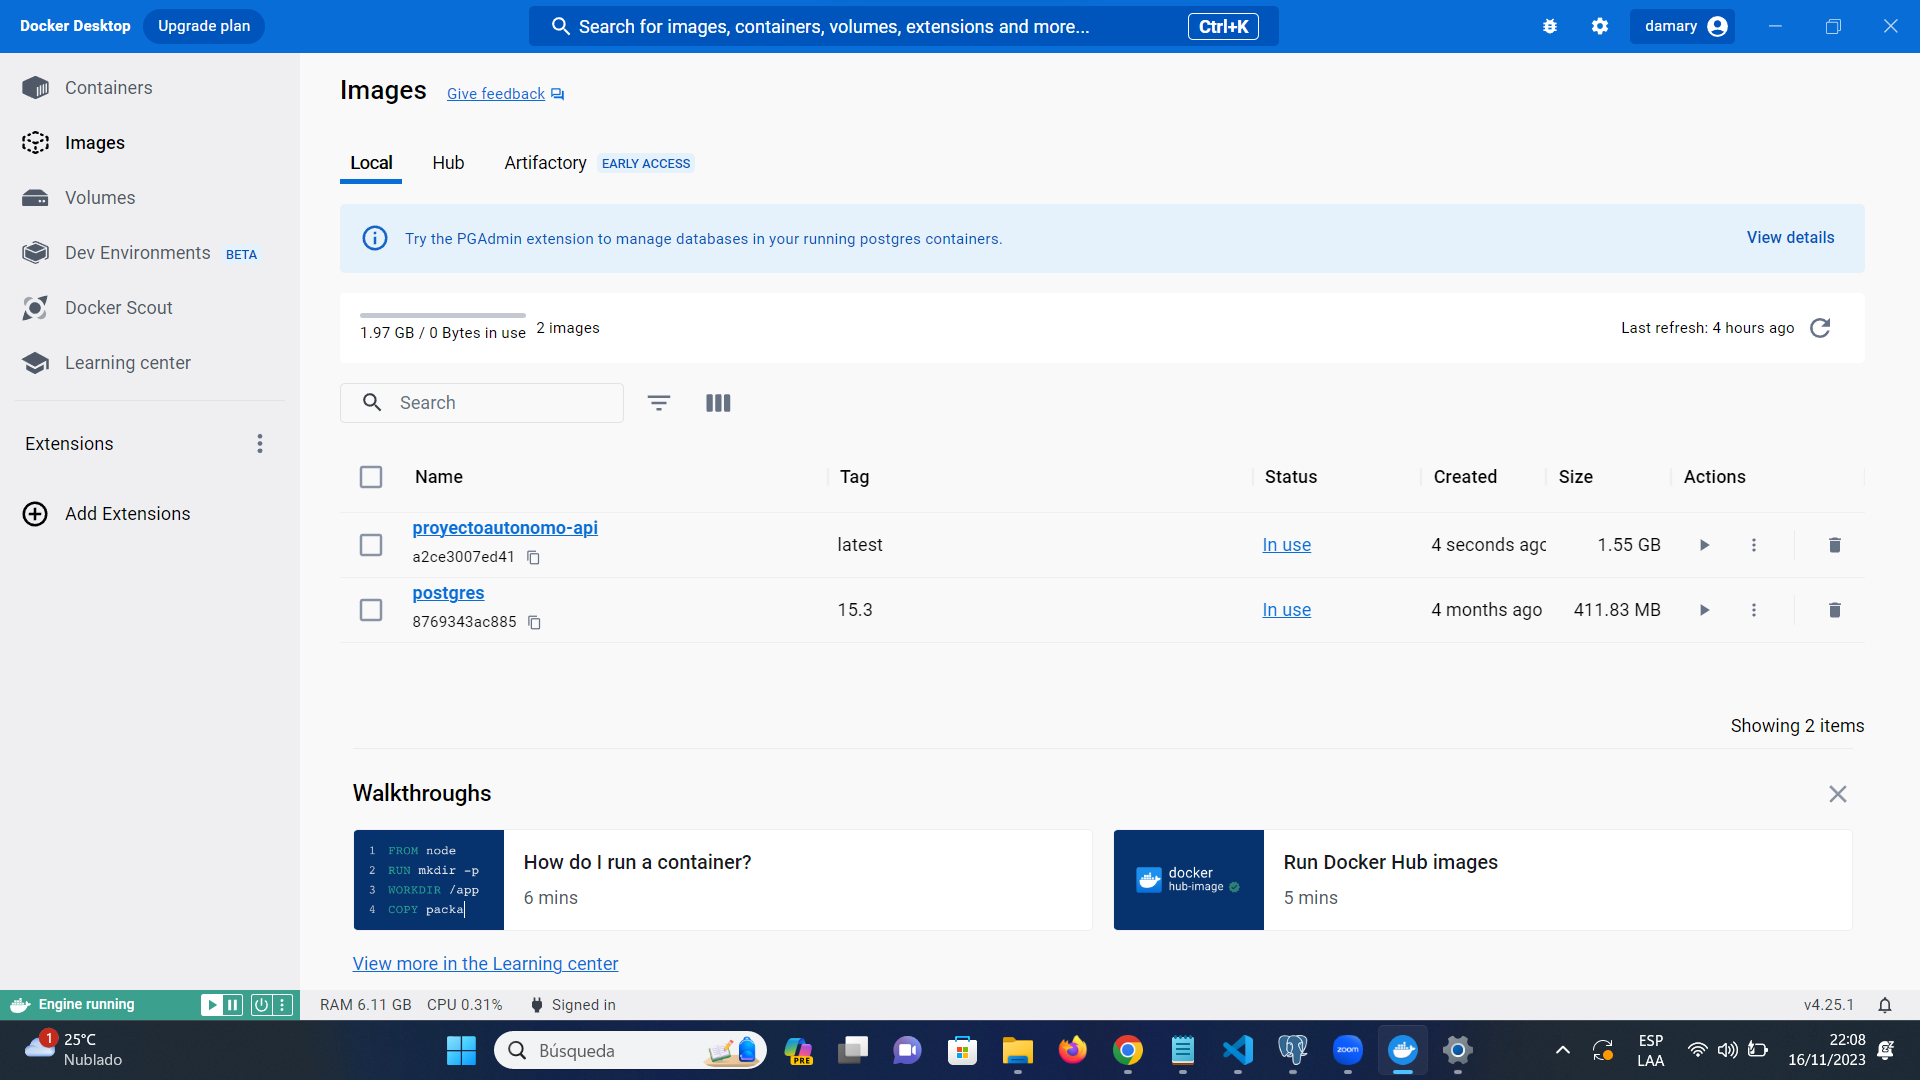 Docker Desktop Upgrade plan Search for images, containers, volumes, extensions and more... Ctrl+K damary
Containers
Images
Volumes
Dev Environments BETA
Docker Scout
Learning center
Extensions
Add Extensions
Images Give feedback
Local Hub Artifactory EARLY ACCESS
Try the PGAdmin extension to manage databases in your running postgres containers. View details
1.97 GB / 0 Bytes in use 2 images Last refresh: 4 hours ago
Search
Name Tag Status Created Size Actions
proyectoautonomo-api
a2ce3007ed41
latest In use 4 seconds ago 1.55 GB
postgres
8769343ac885
15.3 In use 4 months ago 411.83 MB
Showing 2 items
Walkthroughs
1 FROM node
2 RUN mkdir -p
3 WORKDIR /app
4 COPY packa
How do I run a container?
6 mins
docker
hub-image
Run Docker Hub images
5 mins
View more in the Learning center
Engine running RAM 6.11 GB CPU 0.31% Signed in v4.25.1
1
25°C
Nublado
Búsqueda
PRE
zoom
ESP
LAA
22:08
16/11/2023